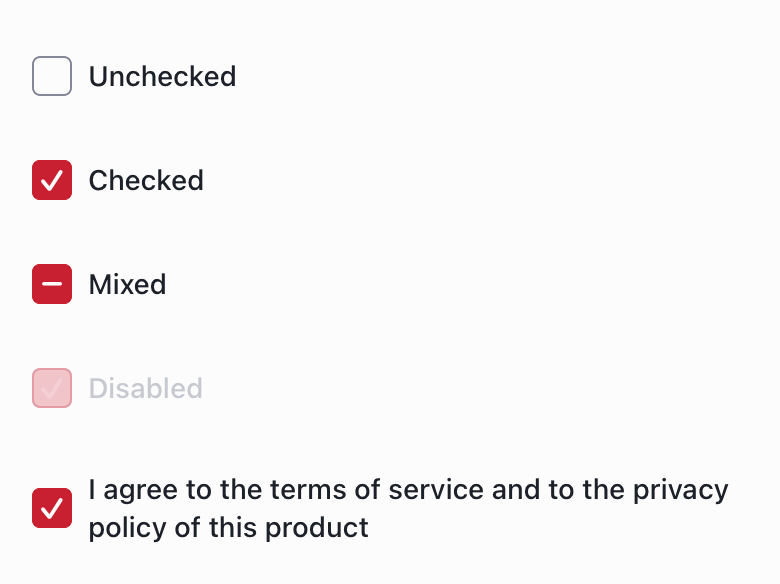 Unchecked
Checked
Mixed
Disabled
I agree to the terms of service and to the privacy
policy of this product